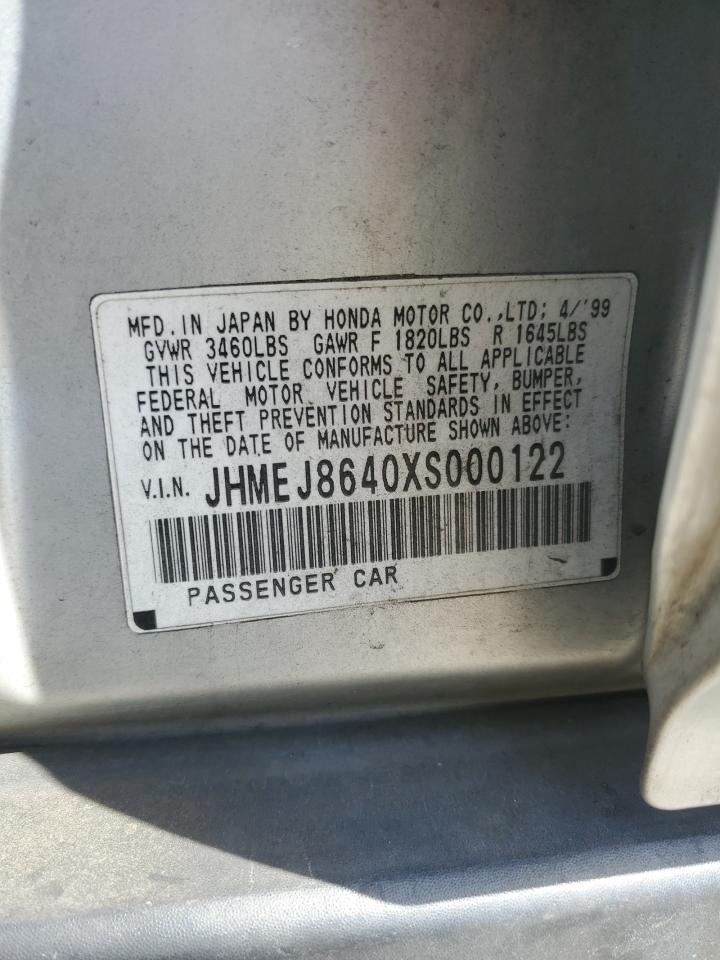 MFD. IN JAPAN BY HONDA MOTOR CO.,LTD; 4/'99
GVWR 3460LBS GAWR F 1820LBS R 1645LBS
THIS VEHICLE CONFORMS TO ALL APPLICABLE
FEDERAL MOTOR VEHICLE SAFETY, BUMPER,
AND THEFT PREVENTION STANDARDS IN EFFECT
ON THE DATE OF MANUFACTURE SHOWN ABOVE:
V.I.N. JHMEJ8640XS000122
PASSENGER CAR